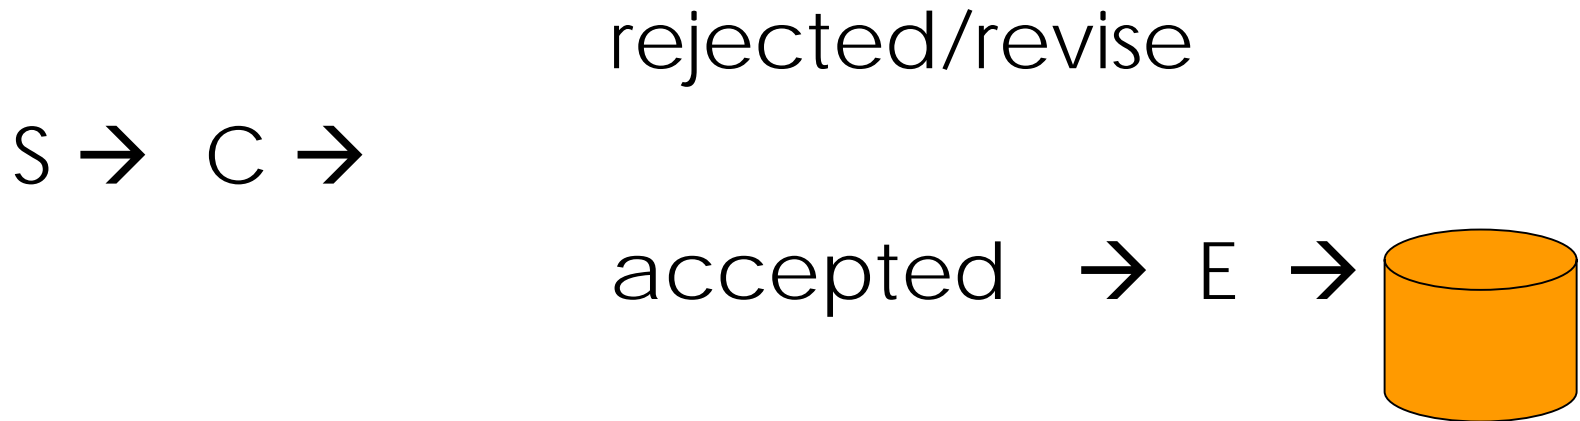 rejected/revise
S → C →
accepted → E →